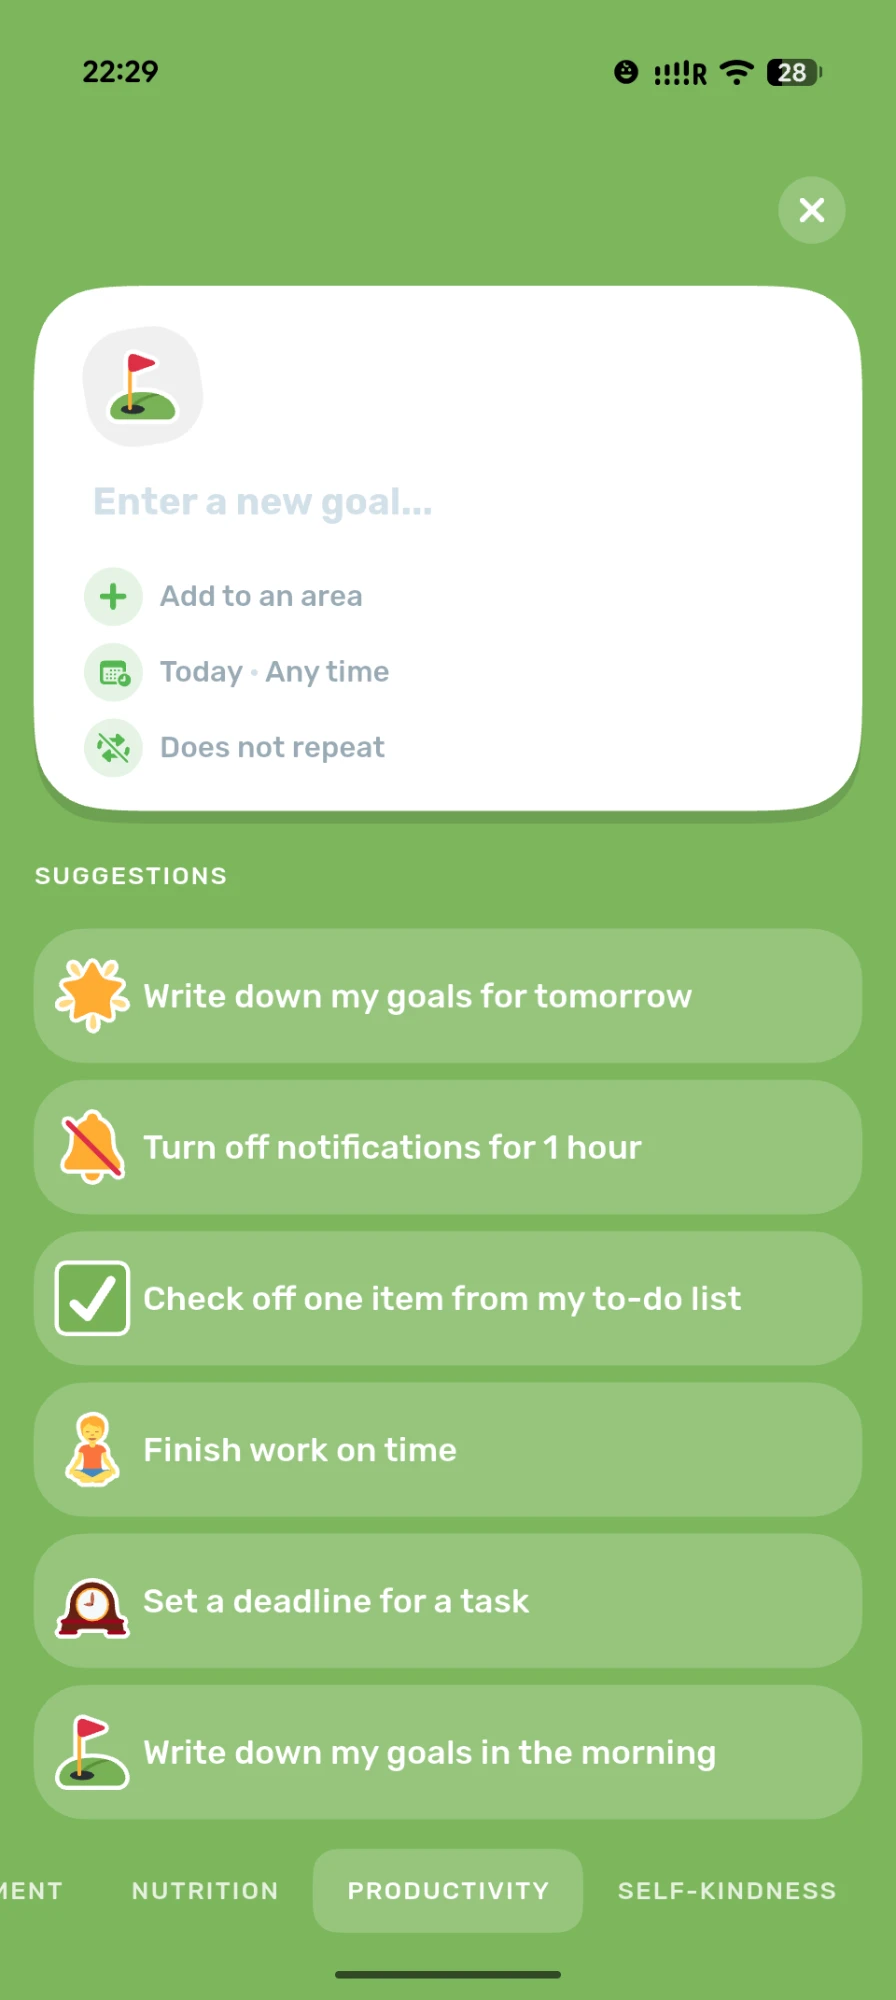 22:29
R
28
Enter a new goal...
Add to an area
Today • Any time
Does not repeat
SUGGESTIONS
Write down my goals for tomorrow
Turn off notifications for 1 hour
Check off one item from my to-do list
Finish work on time
Set a deadline for a task
Write down my goals in the morning
MENT NUTRITION PRODUCTIVITY SELF-KINDNESS